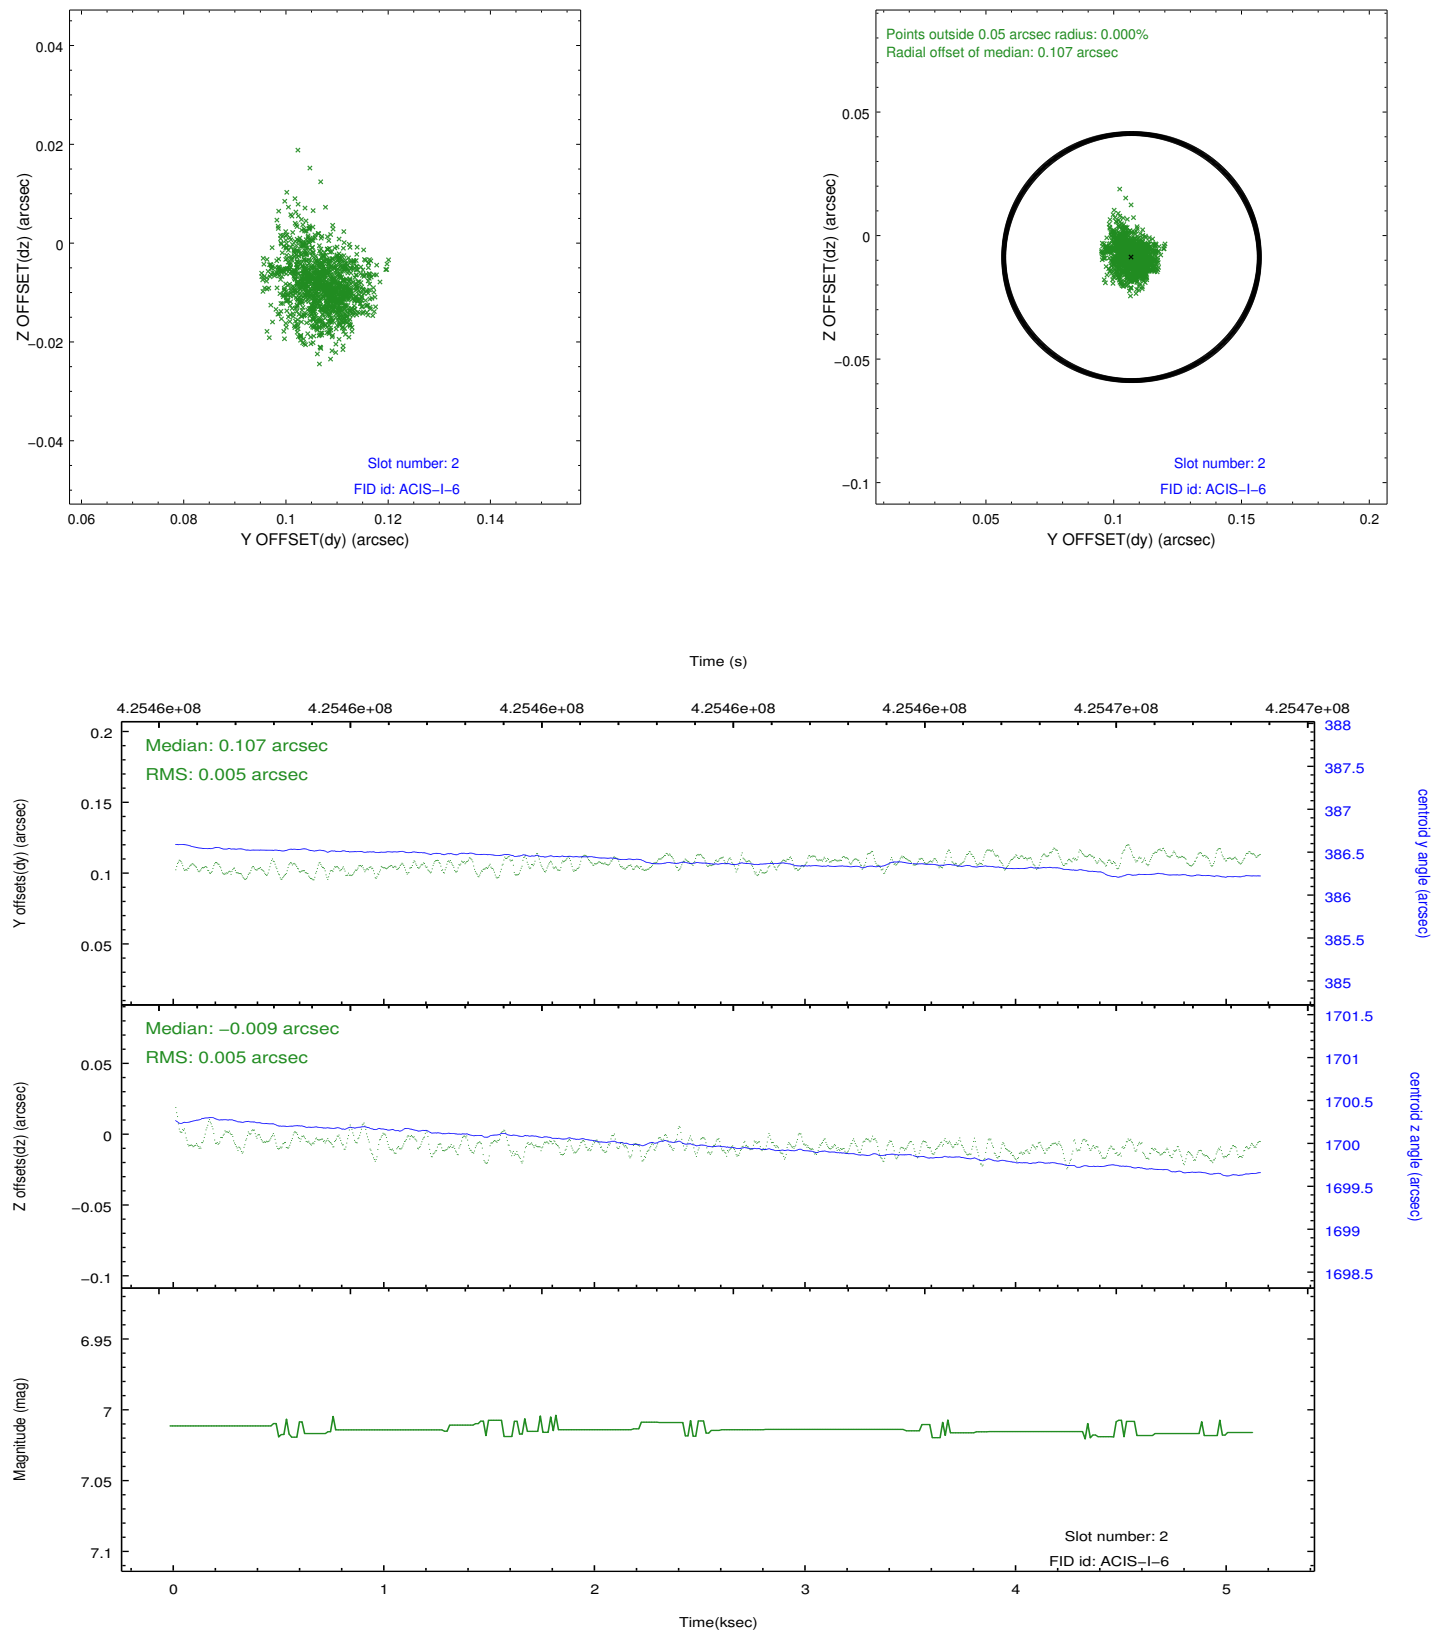 0.04
0.02
0
−0.02
−0.04
Z OFFSET(dz) (arcsec)
Slot number: 2
FID id: ACIS−I−6
0.06
0.08
0.1
0.12
0.14
Y OFFSET(dy) (arcsec)
Points outside 0.05 arcsec radius: 0.000%
Radial offset of median: 0.107 arcsec
0.05
0
−0.05
−0.1
Z OFFSET(dz) (arcsec)
Slot number: 2
FID id: ACIS−I−6
0.05
0.1
0.15
0.2
Y OFFSET(dy) (arcsec)
Time (s)
4.2546e+08
4.2546e+08
4.2546e+08
4.2546e+08
4.2546e+08
4.2547e+08
4.2547e+08
Median: 0.107 arcsec
RMS: 0.005 arcsec
0.2
0.15
0.1
0.05
Y offsets(dy) (arcsec)
388
387.5
387
386.5
386
385.5
385
centroid y angle (arcsec)
Median: −0.009 arcsec
RMS: 0.005 arcsec
0.05
0
−0.05
−0.1
Z offsets(dz) (arcsec)
1701.5
1701
1700.5
1700
1699.5
1699
1698.5
centroid z angle (arcsec)
6.95
7
7.05
7.1
Magnitude (mag)
Slot number: 2
FID id: ACIS−I−6
0
1
2
3
4
5
Time(ksec)